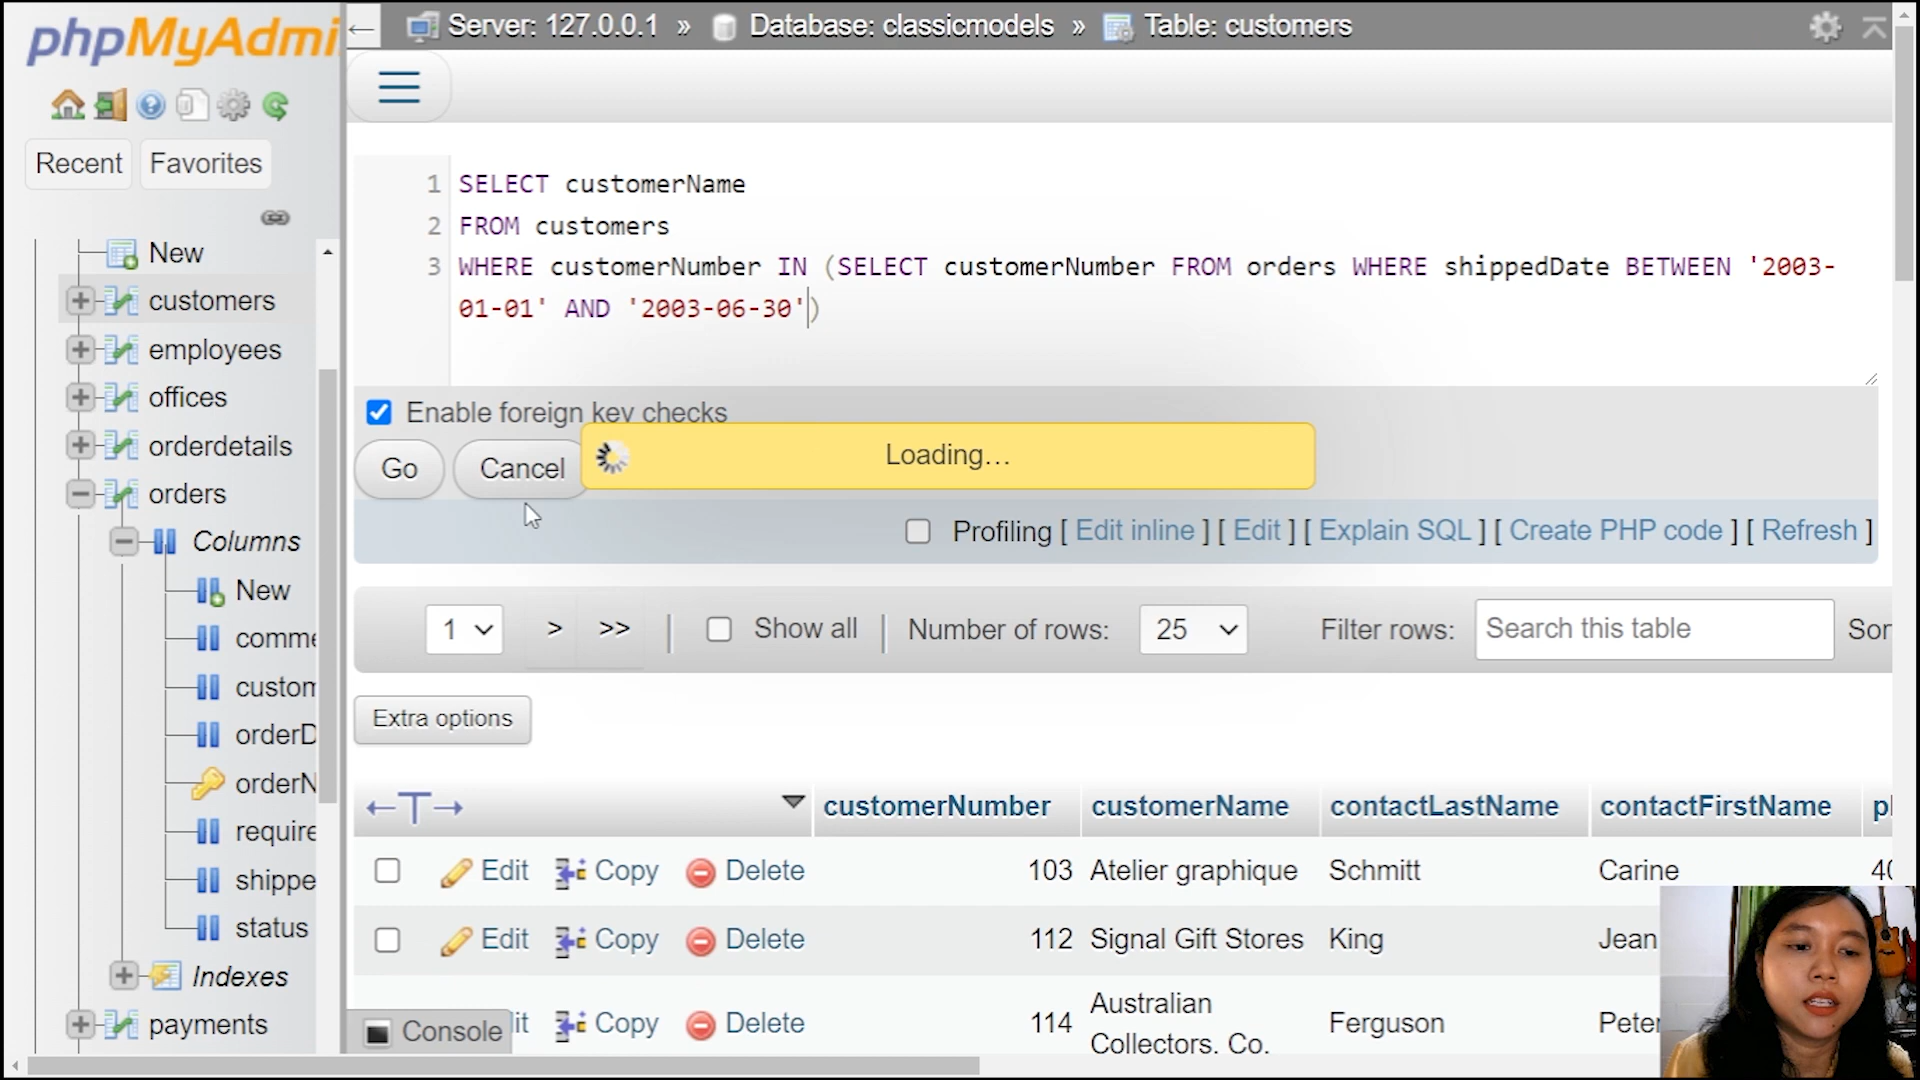 phpMyAdmi
Server: 127.0.0.1 » Database: classicmodels » Table: customers
Recent Favorites
New
customers
employees
offices
orderdetails
orders
Columns
New
comme
custom
orderD
orderN
require
shippe
status
Indexes
payments
1 SELECT customerName
2 FROM customers
3 WHERE customerNumber IN (SELECT customerNumber FROM orders WHERE shippedDate BETWEEN '2003-
01-01' AND '2003-06-30')
Enable foreign key checks
Go Cancel Loading...
Profiling [ Edit inline ] [ Edit ] [ Explain SQL ] [ Create PHP code ] [ Refresh ]
1 > >> | Show all | Number of rows: 25 Filter rows: Search this table Sor
Extra options
←T→ customerNumber customerName contactLastName contactFirstName
Edit Copy Delete 103 Atelier graphique Schmitt Carine 40
Edit Copy Delete 112 Signal Gift Stores King Jean
Copy Delete 114 Australian Collectors, Co. Ferguson Peter
Console